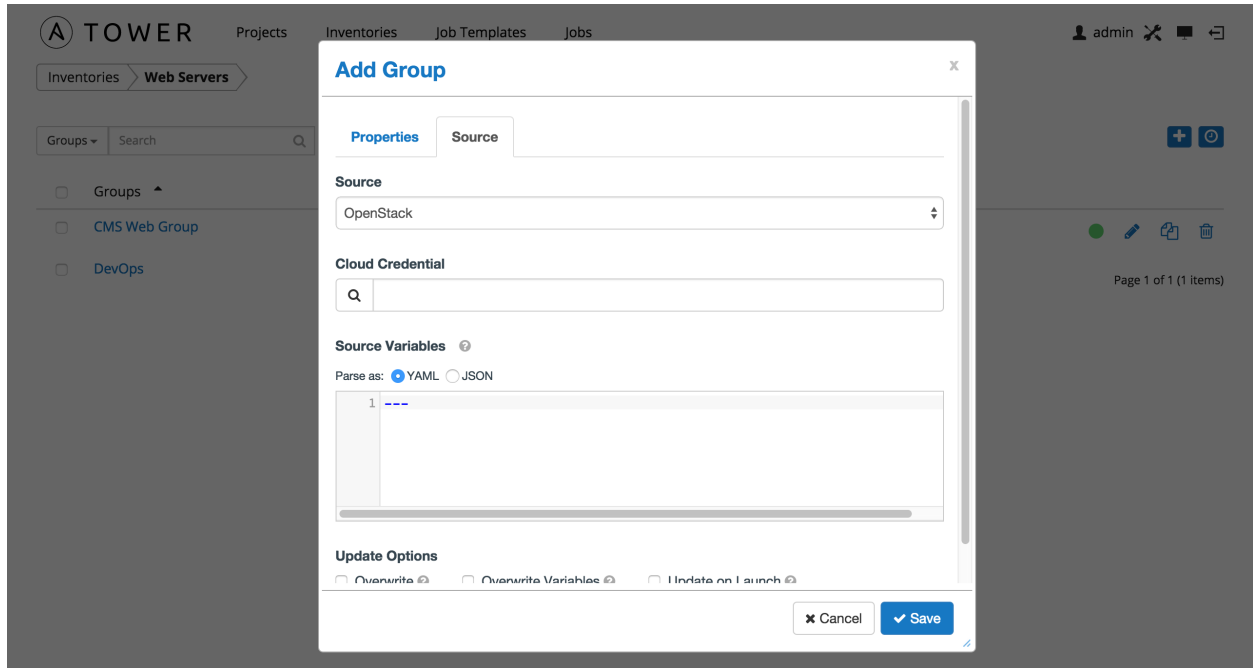 A TOWER Projects Inventories Job Templates Jobs admin
Inventories Web Servers
Add Group x
Groups Search
Properties Source
Groups
Source
OpenStack
CMS Web Group
DevOps
Cloud Credential
Page 1 of 1 (1 items)
Source Variables ?
Parse as: YAML JSON
1 ---
Update Options
Overwrite ? Overwrite Variables ? Update on Launch ?
Cancel Save